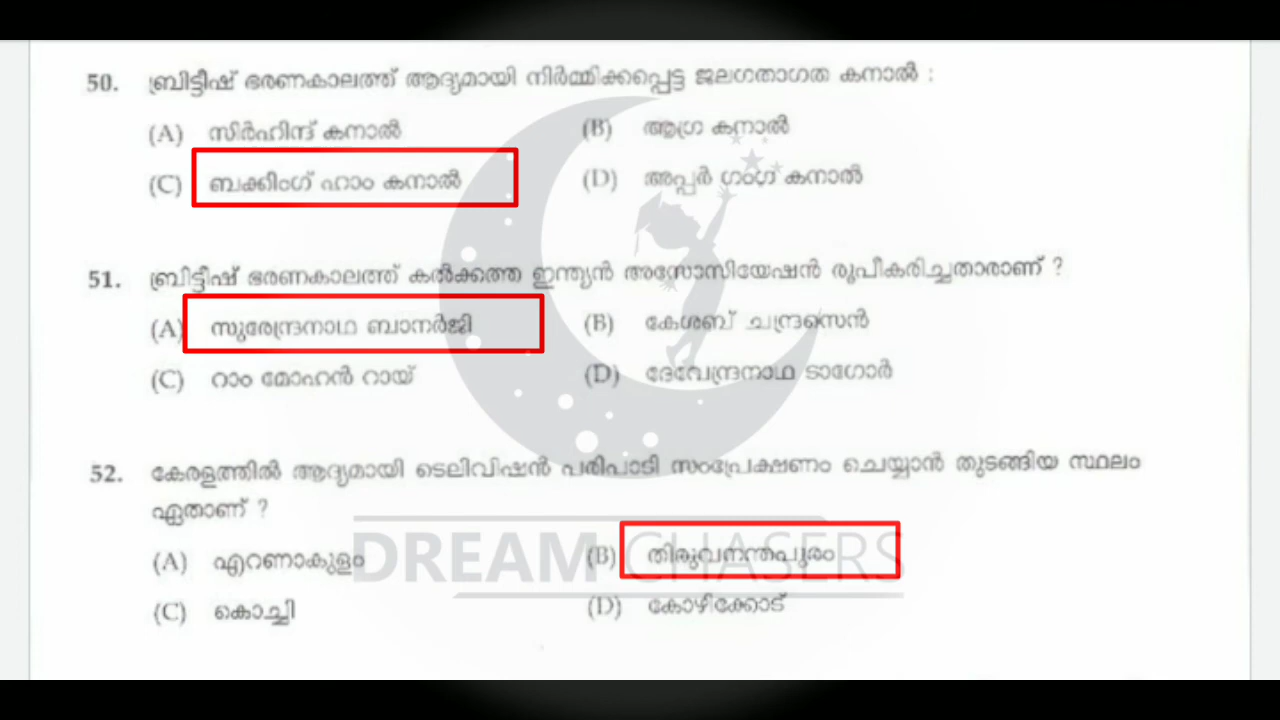 50. ബ്രിട്ടീഷ് ഭരണകാലത്ത് ആദ്യമായി നിർമ്മിക്കപ്പെട്ട ജലഗതാഗത കനാൽ :
(A) സിർഹിന്ദ് കനാൽ (B) ആഗ്ര കനാൽ
(C) ബക്കിംഗ് ഹാം കനാൽ (D) അപ്പർ ഗംഗ കനാൽ
51. ബ്രിട്ടീഷ് ഭരണകാലത്ത് കൽക്കത്ത ഇന്ത്യൻ അസോസിയേഷൻ രൂപീകരിച്ചതാരാണ് ?
(A) സുരേന്ദ്രനാഥ ബാനർജി (B) കേശബ് ചന്ദ്രസെൻ
(C) റാം മോഹൻ റായ് (D) ദേവേന്ദ്രനാഥ ടാഗോർ
52. കേരളത്തിൽ ആദ്യമായി ടെലിവിഷൻ പരിപാടി സംപ്രേക്ഷണം ചെയ്യാൻ തുടങ്ങിയ സ്ഥലം
ഏതാണ് ?
(A) എറണാകുളം (B) തിരുവനന്തപുരം
(C) കൊച്ചി (D) കോഴിക്കോട്
DREAM CHASERS